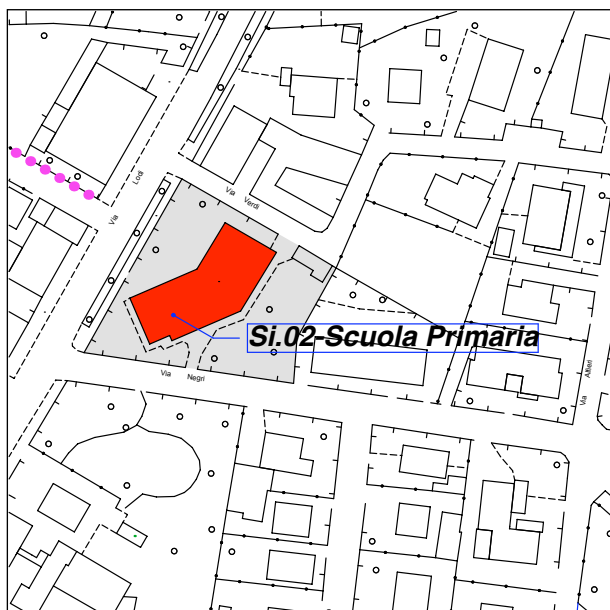 Via Lodi
Via Verdi
Si.02-Scuola Primaria
Via Negri
Via Alfieri